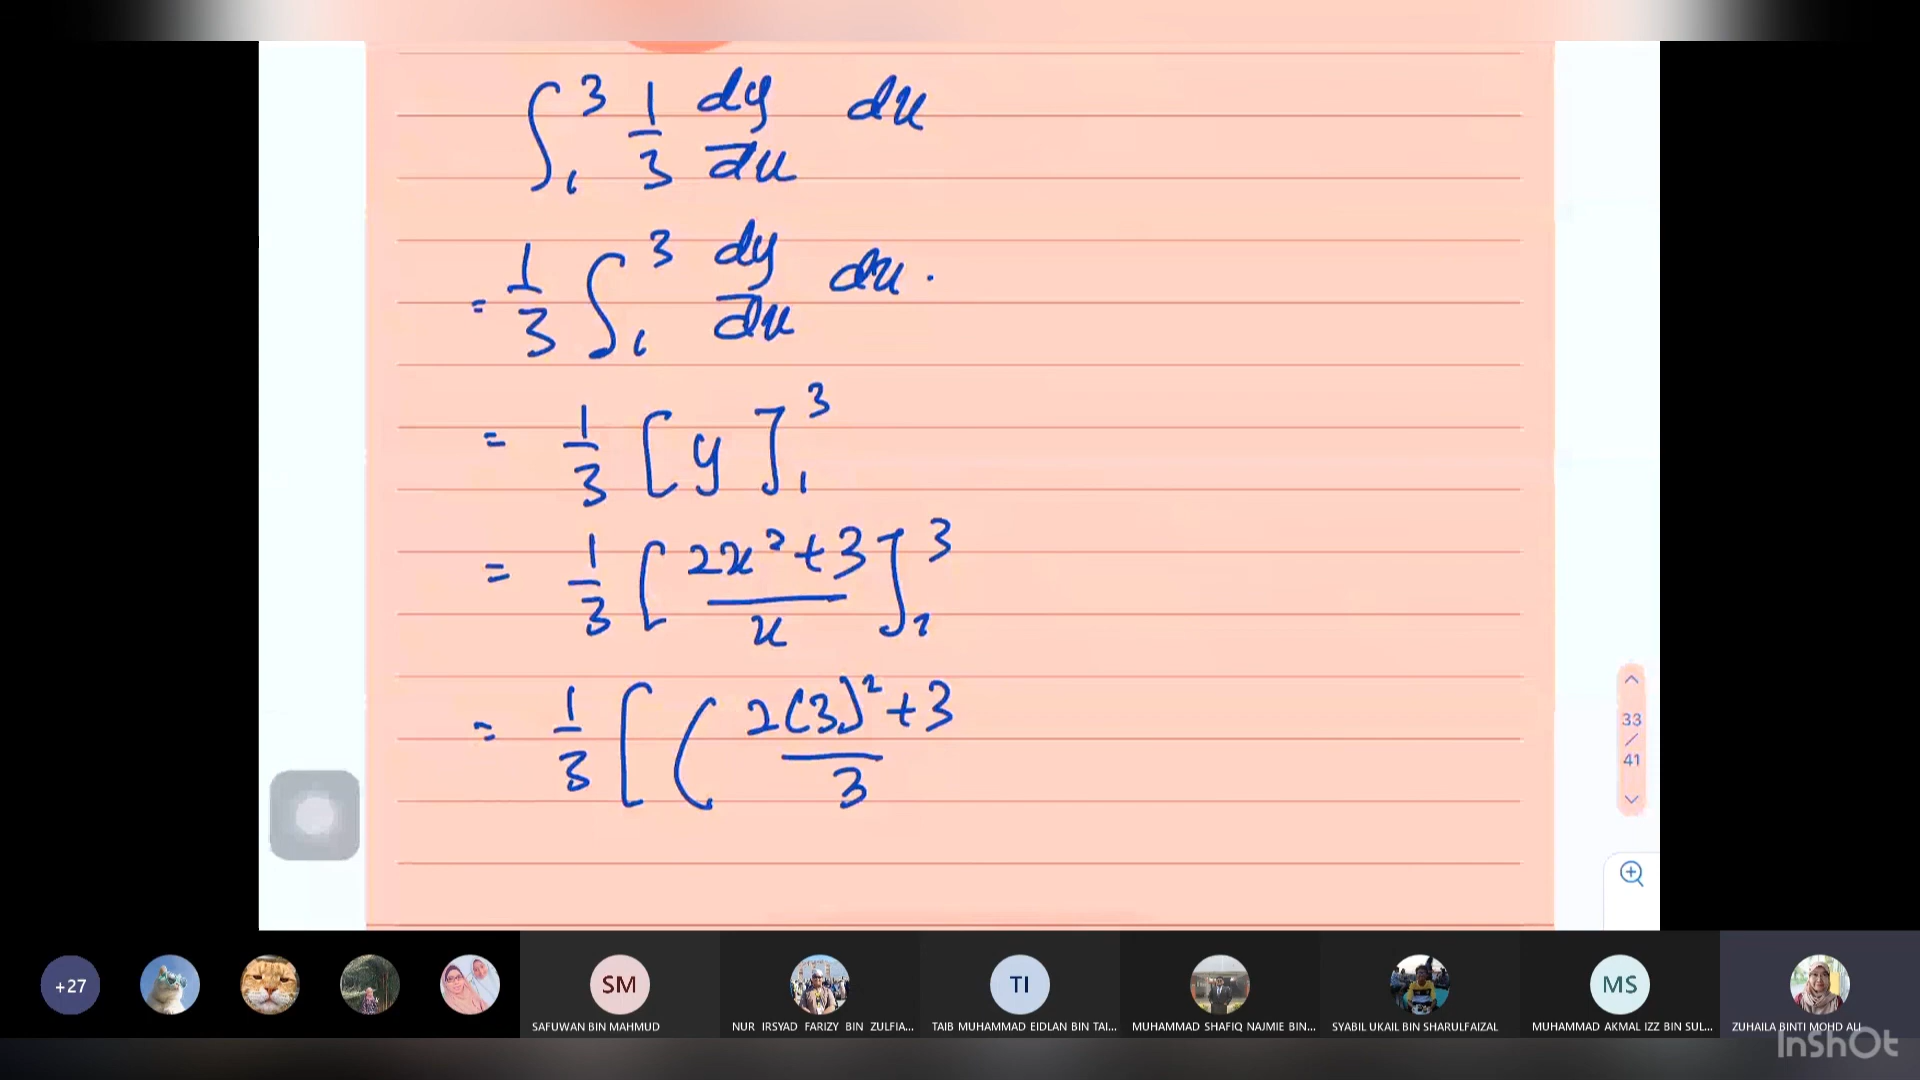 ∫₁³ 1/3 dy/dx dx
= 1/3 ∫₁³ dy/dx dx.
= 1/3 [y]₁³
= 1/3 [(2x²+3)/x]₁³
= 1/3 [( (2(3)²+3)/3
33
/
41
+27
SM
TI
MS
SAFUWAN BIN MAHMUD
NUR IRSYAD FARIZY BIN ZULFIA...
TAIB MUHAMMAD EIDLAN BIN TAI...
MUHAMMAD SHAFIQ NAJMIE BIN...
SYABIL UKAIL BIN SHARULFAIZAL
MUHAMMAD AKMAL IZZ BIN SUL...
ZUHAILA BINTI MOHD ALI
InShOt